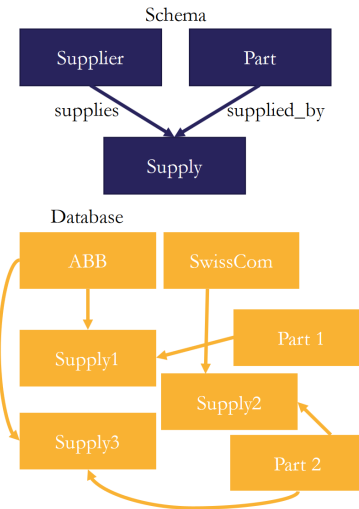 Schema
Supplier
Part
supplies
supplied_by
Supply
Database
ABB
SwissCom
Part 1
Supply1
Supply2
Supply3
Part 2